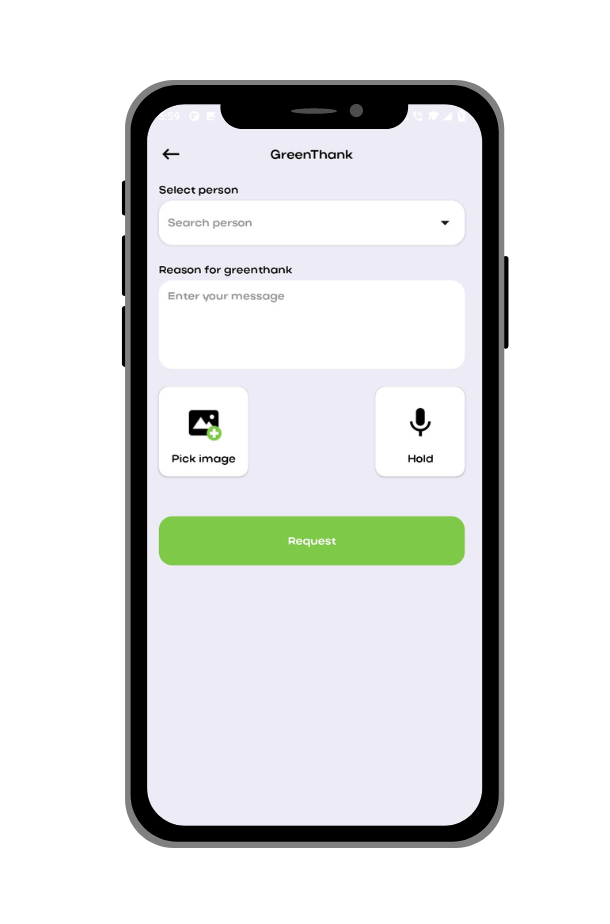 GreenThank
Select person
Search person
Reason for greenthank
Enter your message
Pick image
Hold
Request